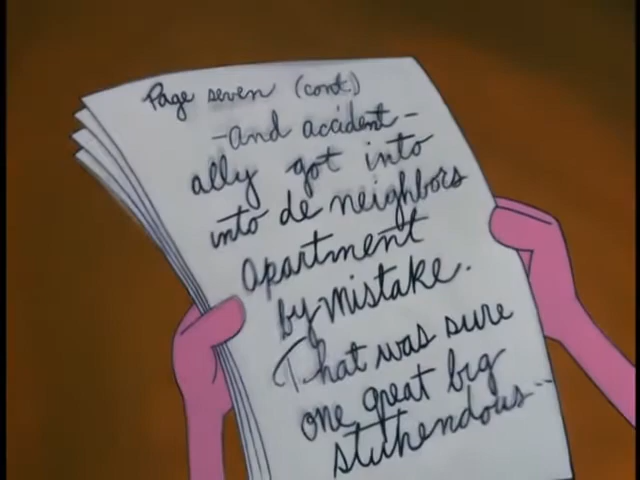 Page seven (cont.)
-and accident-
ally got into
into de neighbors
apartment
by mistake.
That was sure
one great big
stuhendous--